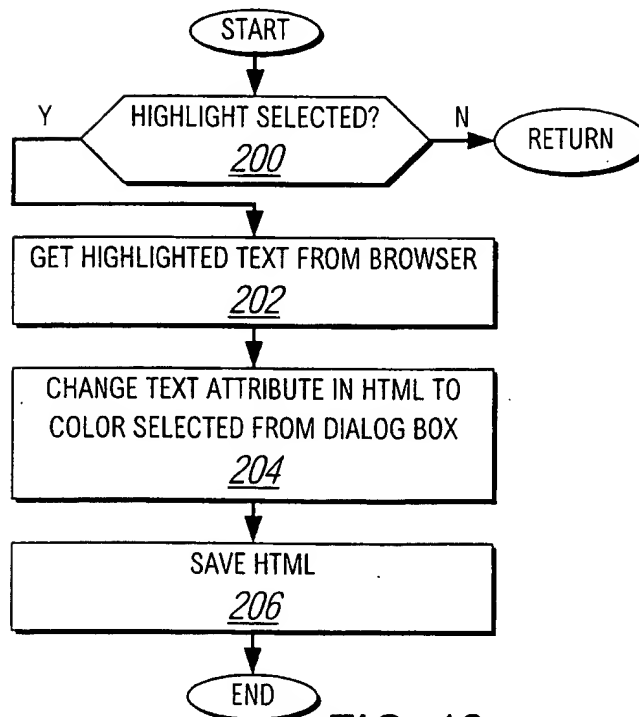 START
HIGHLIGHT SELECTED?
200
Y
N
RETURN
GET HIGHLIGHTED TEXT FROM BROWSER
202
CHANGE TEXT ATTRIBUTE IN HTML TO
COLOR SELECTED FROM DIALOG BOX
204
SAVE HTML
206
END